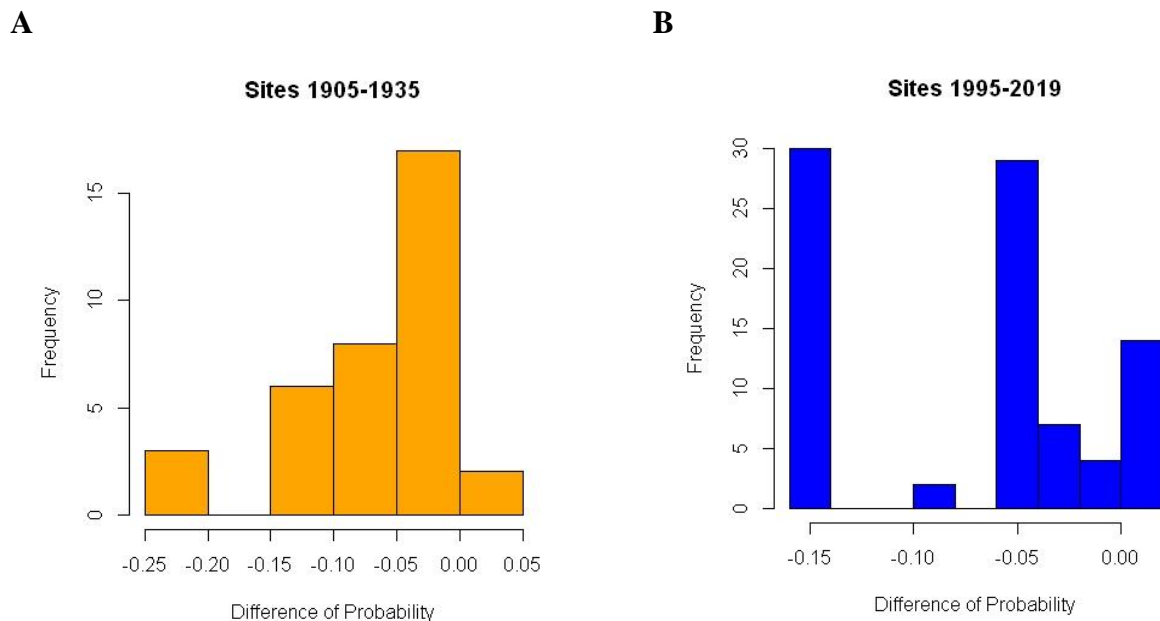 A
B
Sites 1905-1935
Sites 1995-2019
Frequency
15
10
5
0
-0.25 -0.20 -0.15 -0.10 -0.05 0.00 0.05
Difference of Probability
Frequency
30
25
20
15
10
5
0
-0.15 -0.10 -0.05 0.00
Difference of Probability